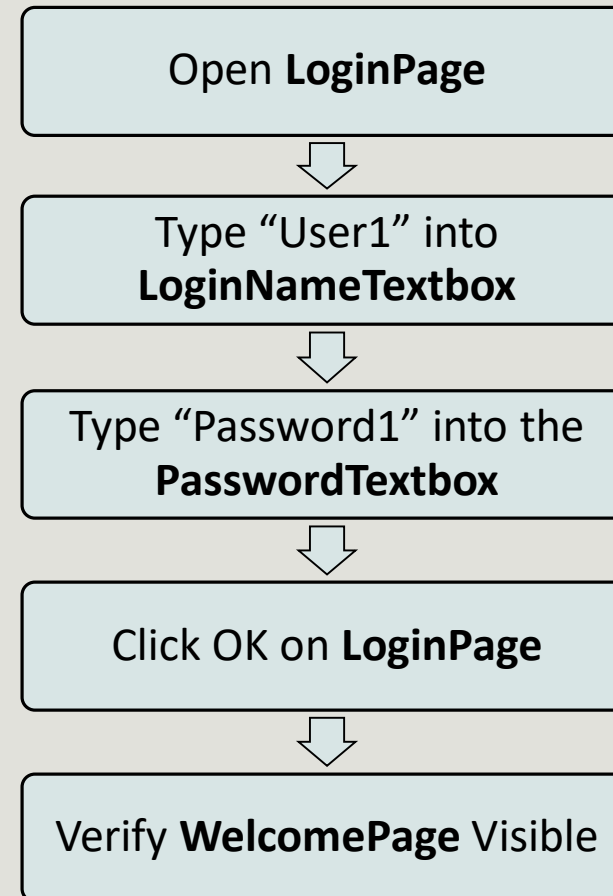 Open LoginPage
Type “User1” into
LoginNameTextbox
Type “Password1” into the
PasswordTextbox
Click OK on LoginPage
Verify WelcomePage Visible